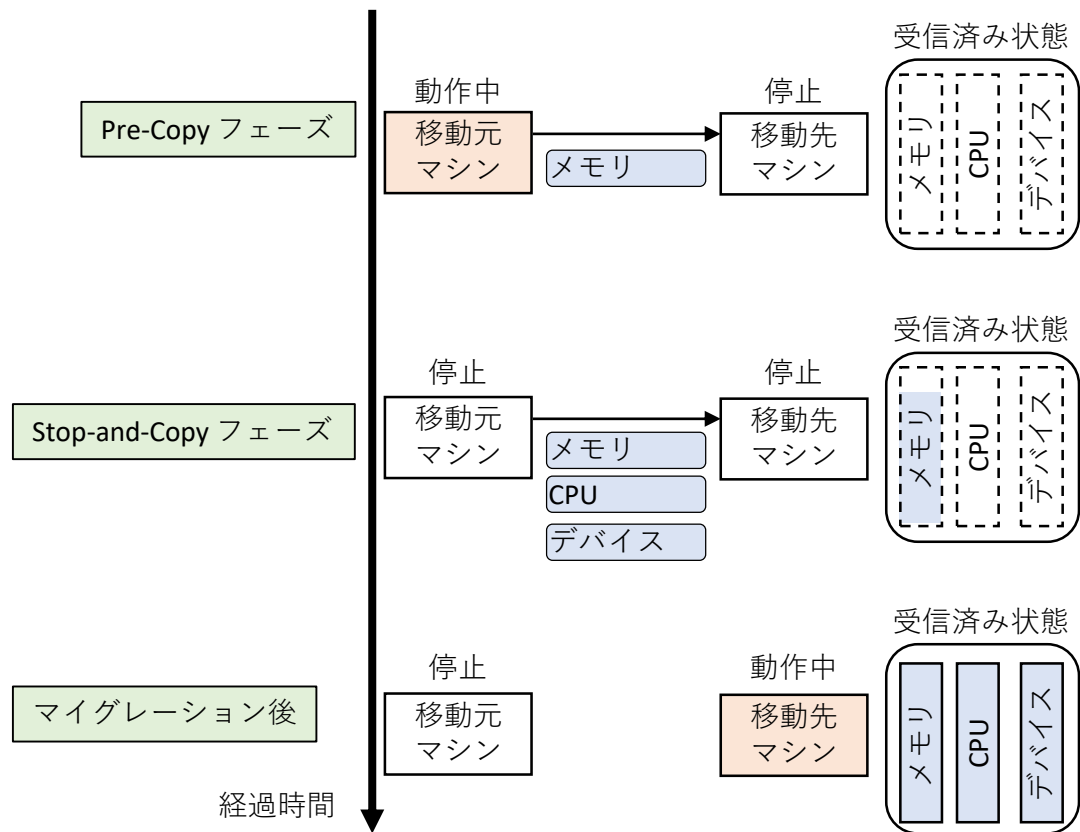 受信済み状態
動作中
停止
Pre-Copy フェーズ
移動元
マシン
メモリ
移動先
マシン
メモリ
CPU
デバイス
受信済み状態
停止
停止
Stop-and-Copy フェーズ
移動元
マシン
メモリ
CPU
デバイス
移動先
マシン
メモリ
CPU
デバイス
受信済み状態
停止
動作中
マイグレーション後
移動元
マシン
移動先
マシン
メモリ
CPU
デバイス
経過時間